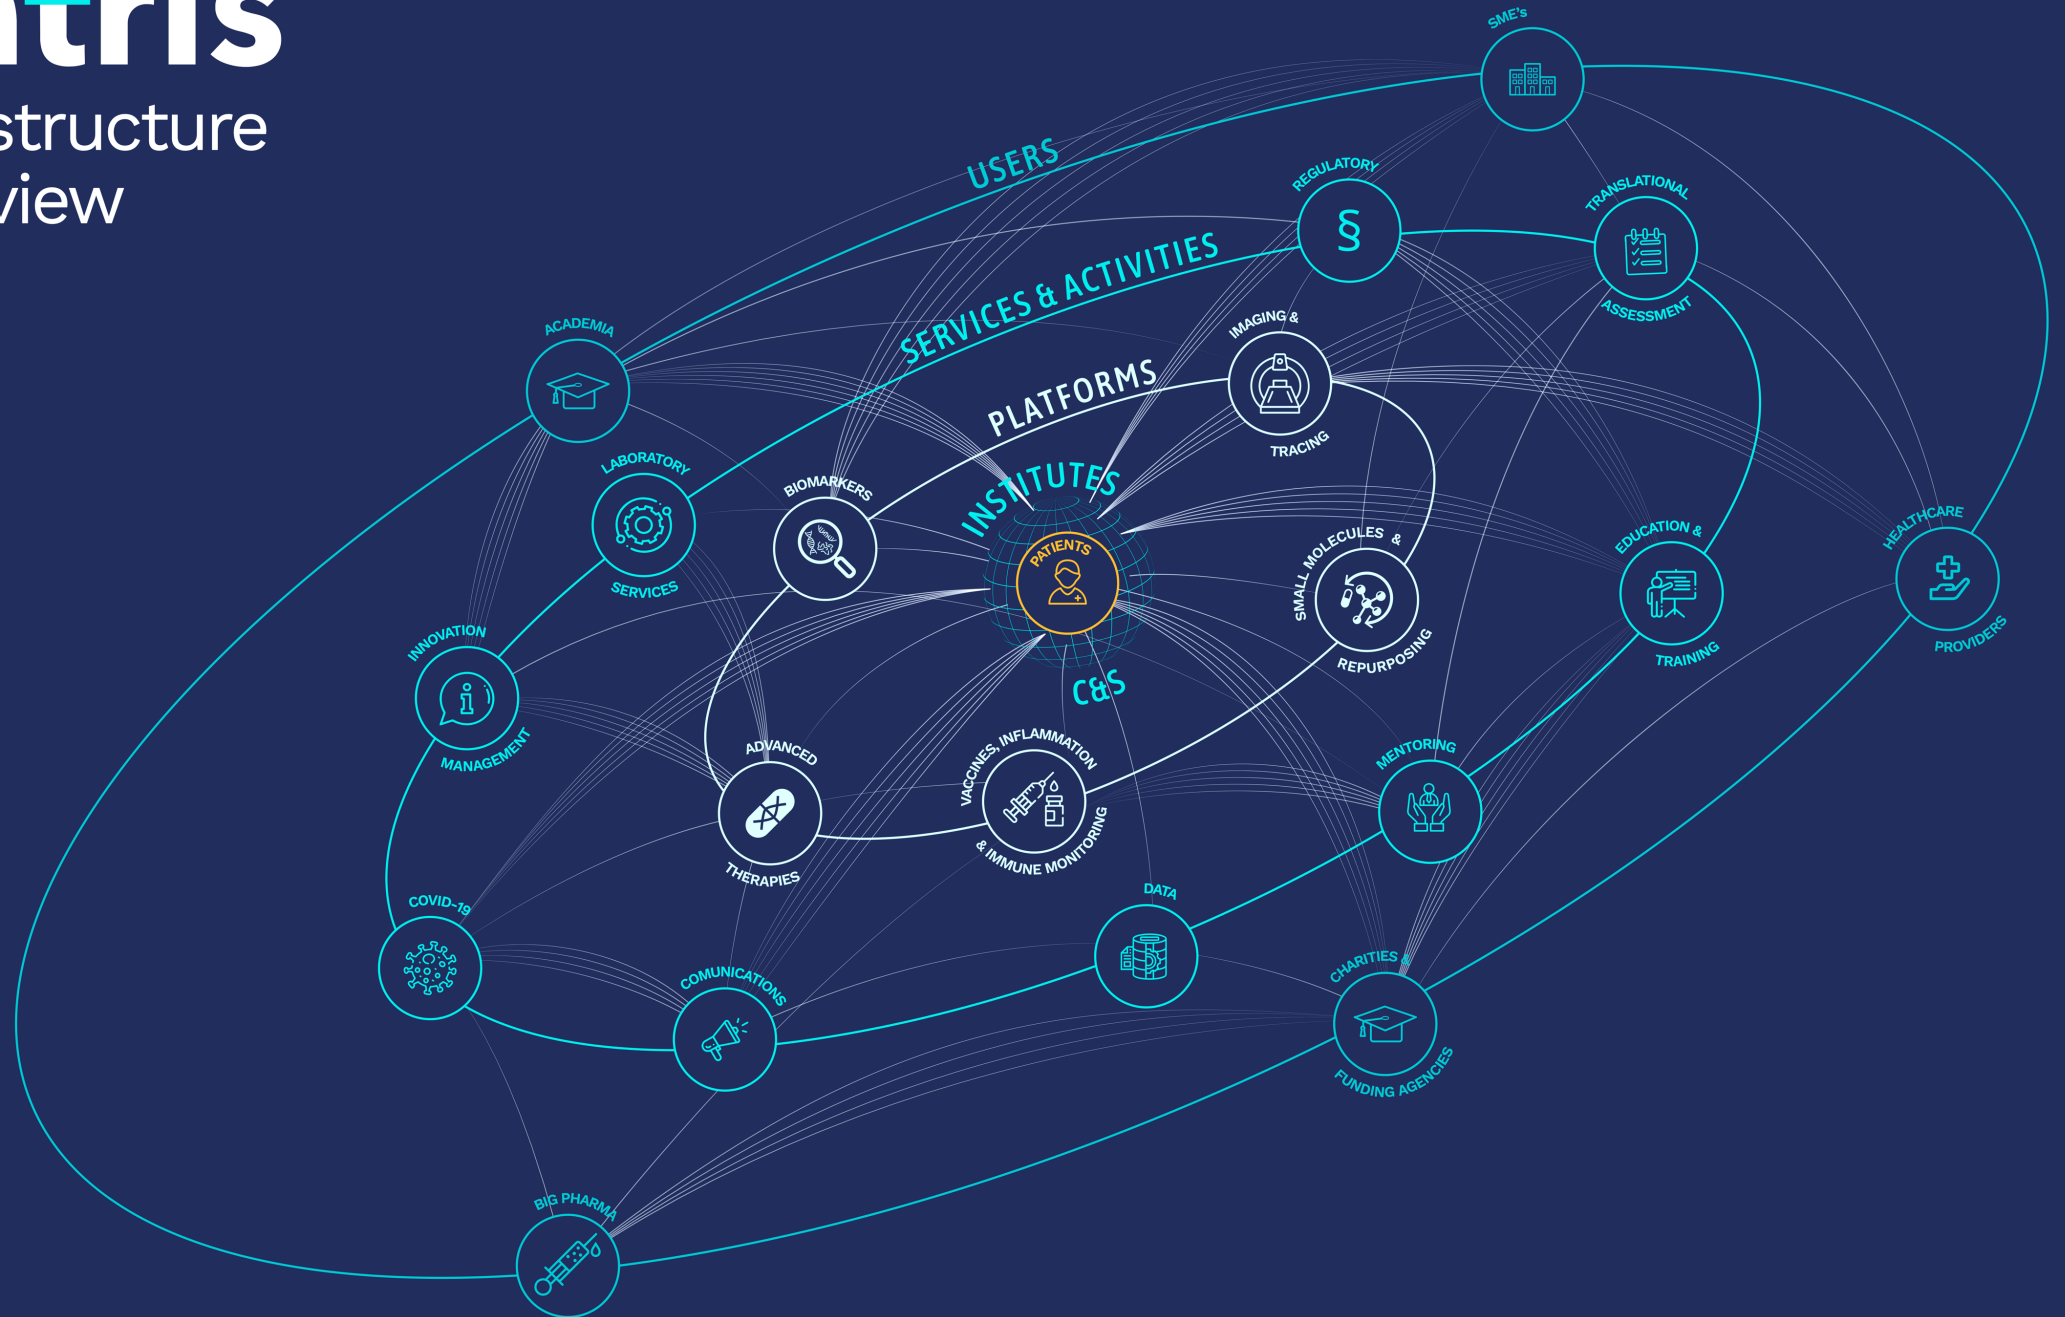 ntris
structure
view
SME's
USERS
REGULATORY
TRANSLATIONAL
ASSESSMENT
SERVICES & ACTIVITIES
IMAGING &
TRACING
ACADEMIA
PLATFORMS
LABORATORY
SERVICES
BIOMARKERS
INSTITUTES
PATIENTS
C&S
SMALL MOLECULES &
REPURPOSING
EDUCATION &
TRAINING
HEALTHCARE
PROVIDERS
INNOVATION
MANAGEMENT
ADVANCED
THERAPIES
VACCINES, INFLAMMATION
& IMMUNE MONITORING
MENTORING
DATA
COVID-19
COMUNICATIONS
CHARITIES &
FUNDING AGENCIES
BIG PHARMA